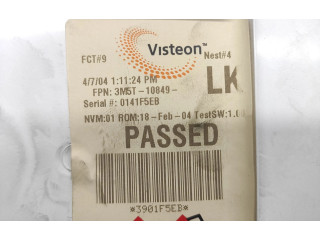 Visteon™
FCT#9 Nest#4
4/7/04 1:11:24 PM LK
FPN: 3M5T-10849-
Serial #: 0141F5EB
NVM:01 ROM:18-Feb-04 TestSW:1.
PASSED
*3901F5EB*